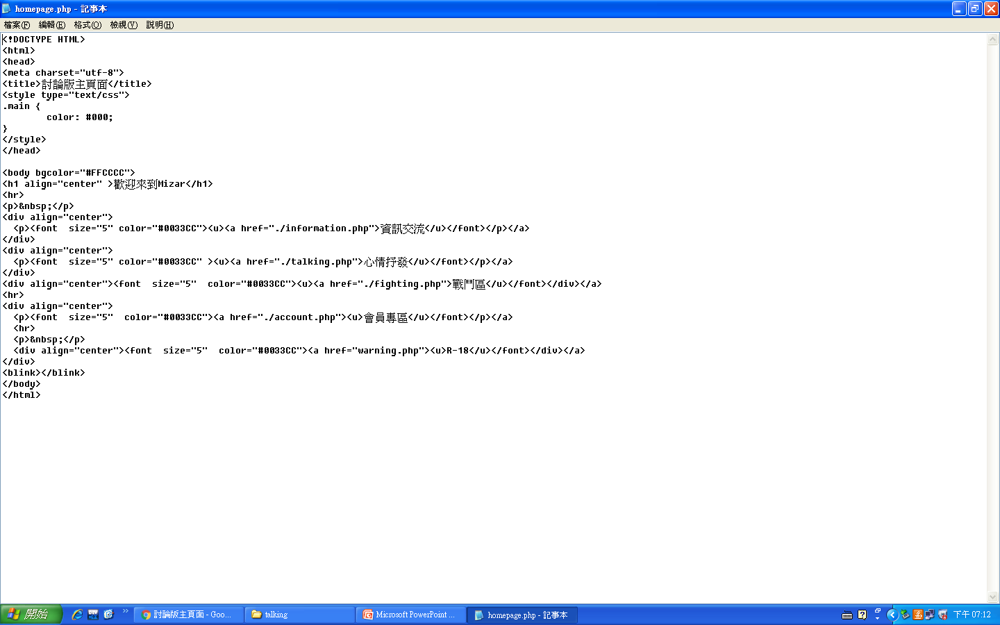 homepage.php - 記事本
檔案(F) 編輯(E) 格式(O) 檢視(V) 說明(H)
<!DOCTYPE HTML>
<html>
<head>
<meta charset="utf-8">
<title>討論版主頁面</title>
<style type="text/css">
.main {
        color: #000;
}
</style>
</head>

<body bgcolor="#FFCCCC">
<h1 align="center" >歡迎來到Mizar</h1>
<hr>
<p>&nbsp;</p>
<div align="center">
  <p><font  size="5" color="#0033CC"><u><a href="./information.php">資訊交流</u></font></p></a>
</div>
<div align="center">
  <p><font  size="5" color="#0033CC" ><u><a href="./talking.php">心情抒發</u></font></p></a>
</div>
<div align="center"><font  size="5"  color="#0033CC"><u><a href="./fighting.php">戰鬥區</u></font></div></a>
<hr>
<div align="center">
  <p><font  size="5"  color="#0033CC"><a href="./account.php"><u>會員專區</u></font></p></a>
  <hr>
  <p>&nbsp;</p>
  <div align="center"><font  size="5"  color="#0033CC"><a href="warning.php"><u>R-18</u></font></div></a>
</div>
<blink></blink>
</body>
</html>
開始 討論版主頁面 - Goo... talking Microsoft PowerPoint ... homepage.php - 記事本 下午 07:12